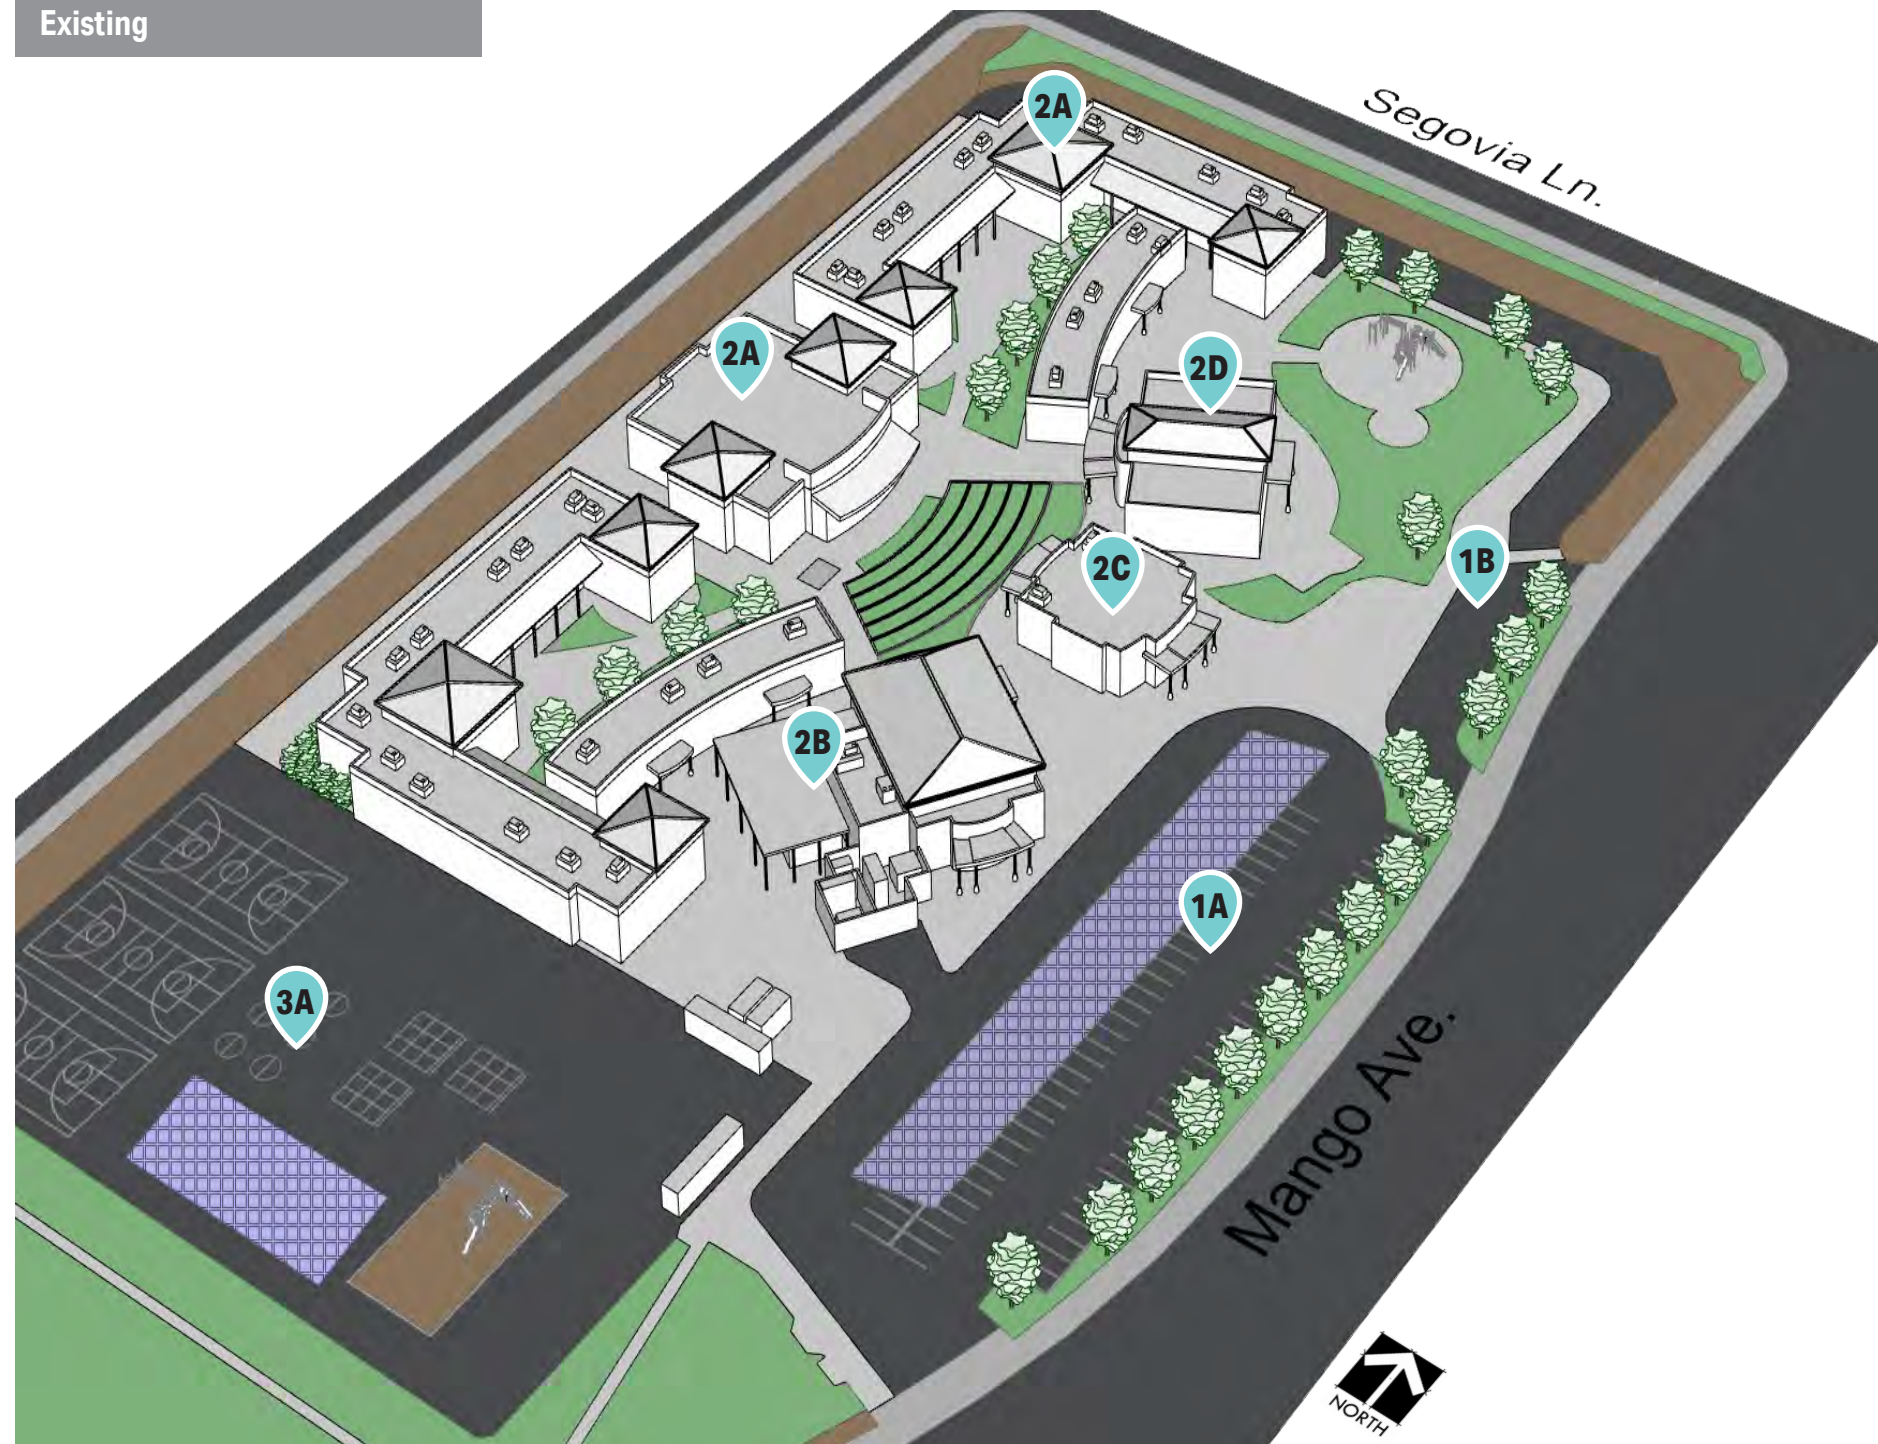 Existing
Segovia Ln.
2A
2A
2D
2C
1B
2B
1A
3A
Mango Ave.
NORTH